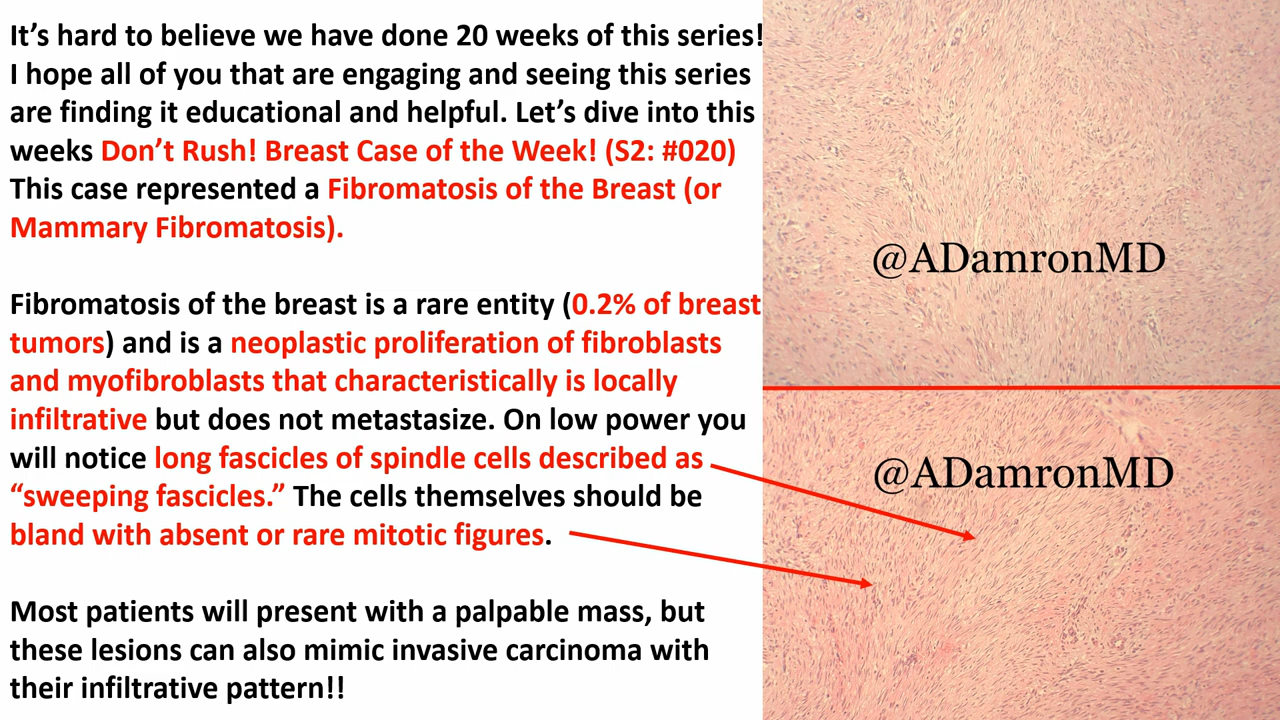 It’s hard to believe we have done 20 weeks of this series!
I hope all of you that are engaging and seeing this series
are finding it educational and helpful. Let’s dive into this
weeks Don’t Rush! Breast Case of the Week! (S2: #020)
This case represented a Fibromatosis of the Breast (or
Mammary Fibromatosis).
Fibromatosis of the breast is a rare entity (0.2% of breast
tumors) and is a neoplastic proliferation of fibroblasts
and myofibroblasts that characteristically is locally
infiltrative but does not metastasize. On low power you
will notice long fascicles of spindle cells described as
“sweeping fascicles.” The cells themselves should be
bland with absent or rare mitotic figures.
Most patients will present with a palpable mass, but
these lesions can also mimic invasive carcinoma with
their infiltrative pattern!!
@ADamronMD
@ADamronMD